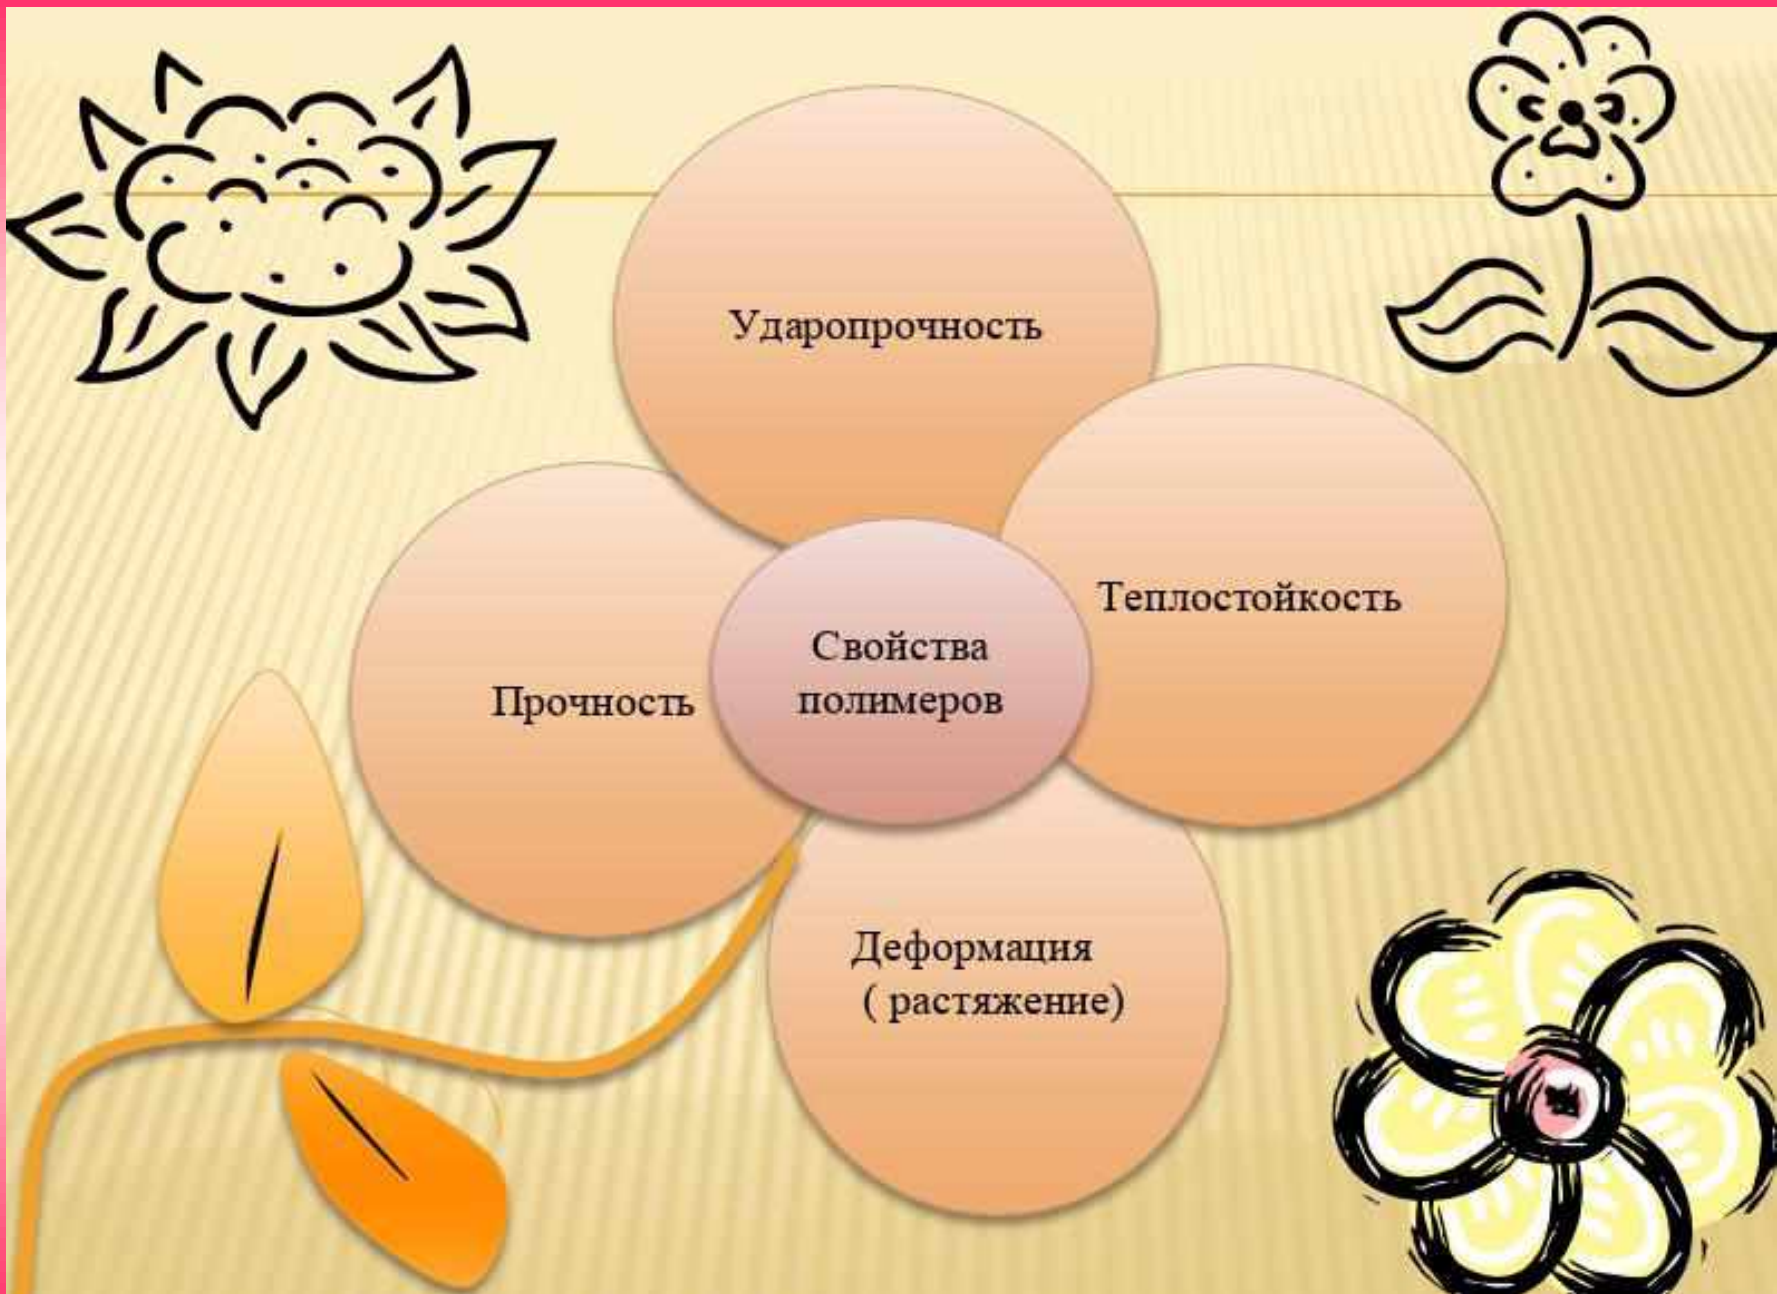 Ударопрочность
Теплостойкость
Свойства
полимеров
Прочность
Деформация
( растяжение)